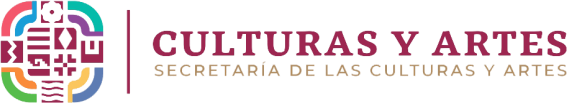 CULTURAS Y ARTES
SECRETARÍA DE LAS CULTURAS Y ARTES